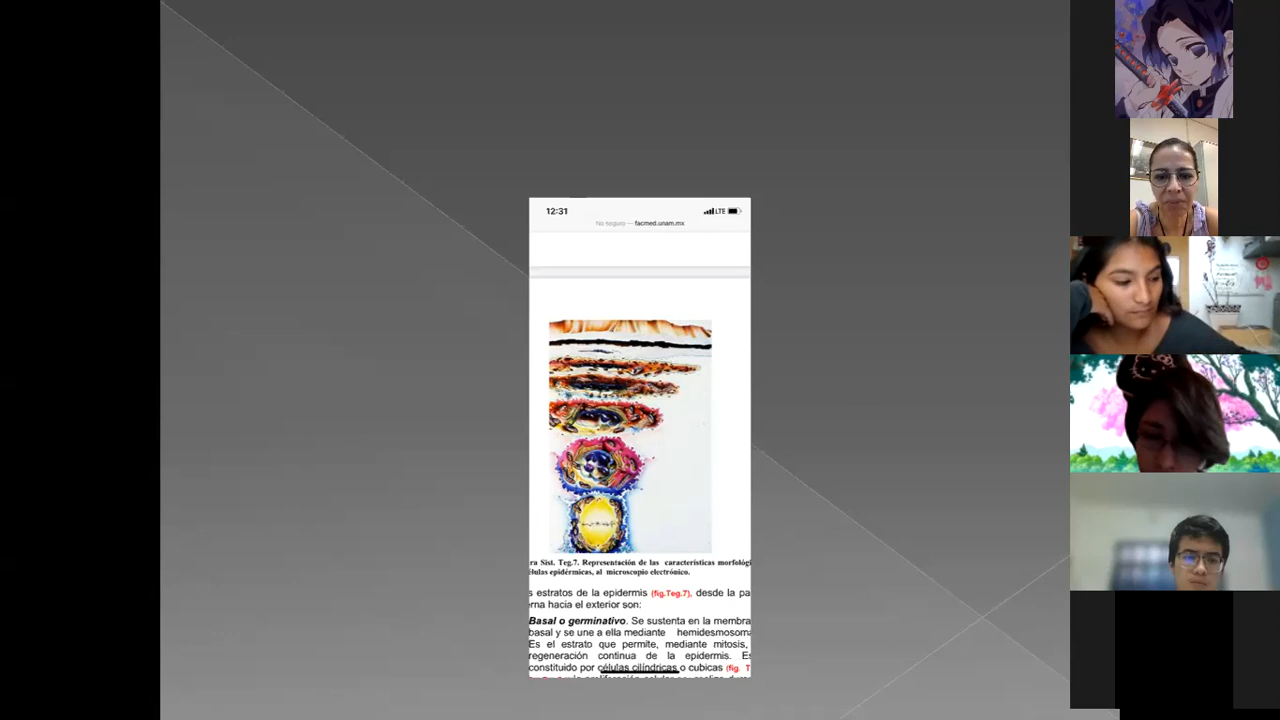 12:31
LTE
No seguro — facmed.unam.mx
ra Sist. Teg.7. Representación de las características morfológi
élulas epidérmicas, al microscopio electrónico.
s estratos de la epidermis (fig.Teg.7), desde la pa
erna hacia el exterior son:
Basal o germinativo. Se sustenta en la membra
basal y se une a ella mediante hemidesmosoma
Es el estrato que permite, mediante mitosis,
regeneración continua de la epidermis. Es
constituido por células cilíndricas o cubicas (fig. T